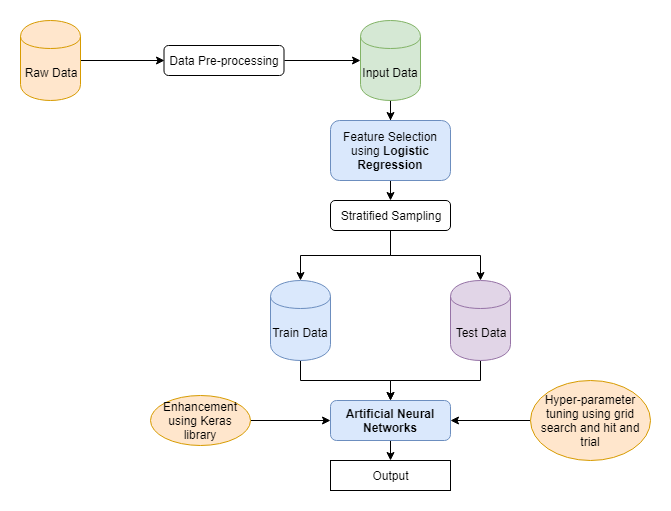 Raw Data
Data Pre-processing
Input Data
Feature Selection
using Logistic
Regression
Stratified Sampling
Train Data
Test Data
Enhancement
using Keras
library
Artificial Neural
Networks
Hyper-parameter
tuning using grid
search and hit and
trial
Output